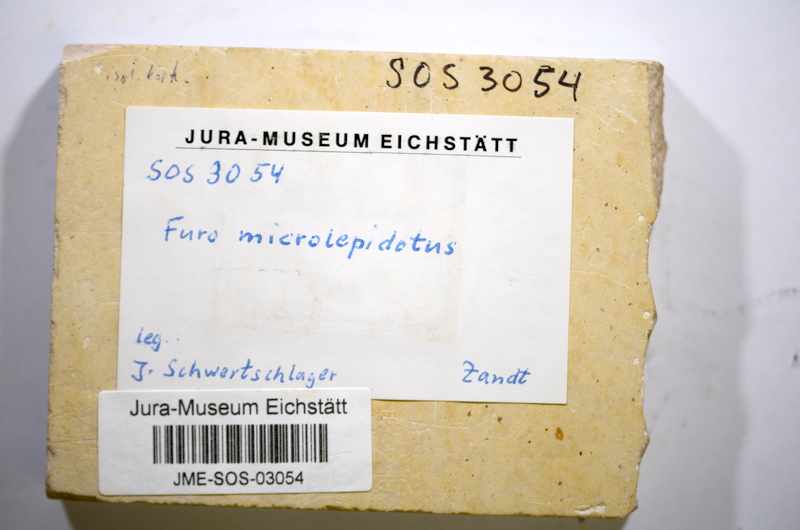 SOS 3054
JURA-MUSEUM EICHSTÄTT
SOS 3054
Furo microlepidotus
leg.
J. Schwertschlager Zandt
Jura-Museum Eichstätt
JME-SOS-03054